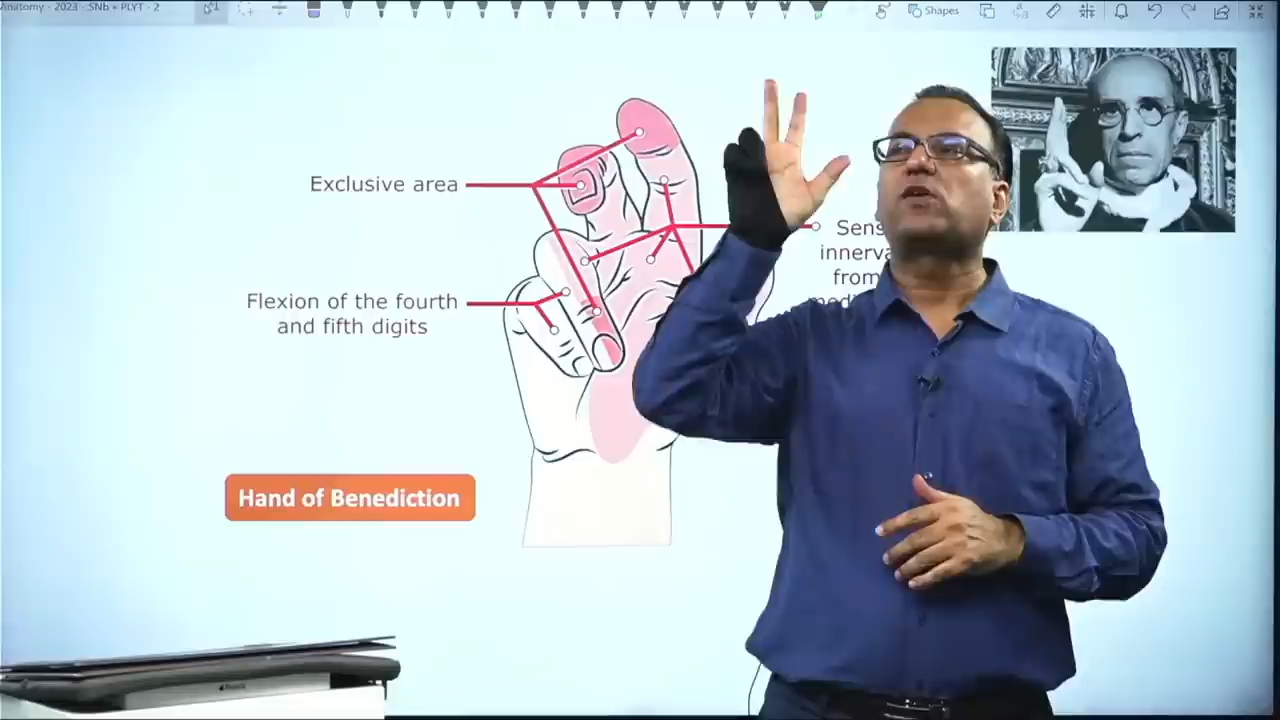 Anatomy - 2023 - SNb + PLYT - 2
Shapes
Exclusive area
Sens
innerva
from
Flexion of the fourth
and fifth digits
Hand of Benediction